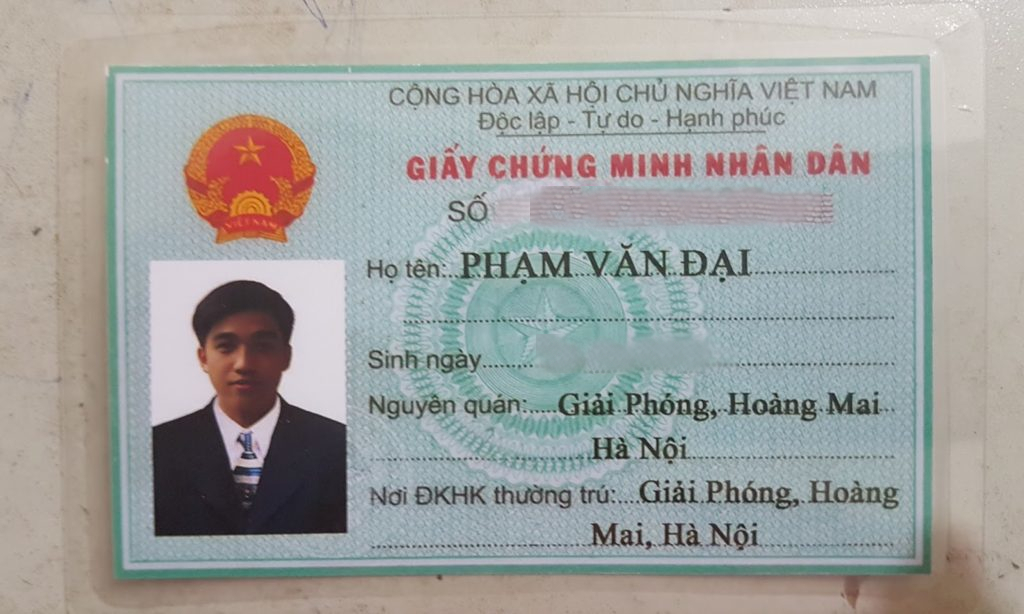 CỘNG HÒA XÃ HỘI CHỦ NGHĨA VIỆT NAM
Độc lập - Tự do - Hạnh phúc
GIẤY CHỨNG MINH NHÂN DÂN
SỐ
VIỆT NAM
Họ tên: PHẠM VĂN ĐẠI
Sinh ngày
Nguyên quán: Giải Phóng, Hoàng Mai
Hà Nội
Nơi ĐKHK thường trú: Giải Phóng, Hoàng
Mai, Hà Nội